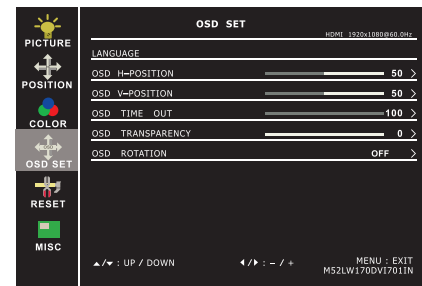 OSD SET
HDMI 1920x1080@60.0Hz
PICTURE
POSITION
COLOR
OSD SET
RESET
MISC
LANGUAGE
OSD H-POSITION 50 >
OSD V-POSITION 50 >
OSD TIME OUT 100 >
OSD TRANSPARENCY 0 >
OSD ROTATION OFF >
▲/▼ : UP / DOWN ◀/▶ : - / + MENU : EXIT
M52LW170DVI701IN